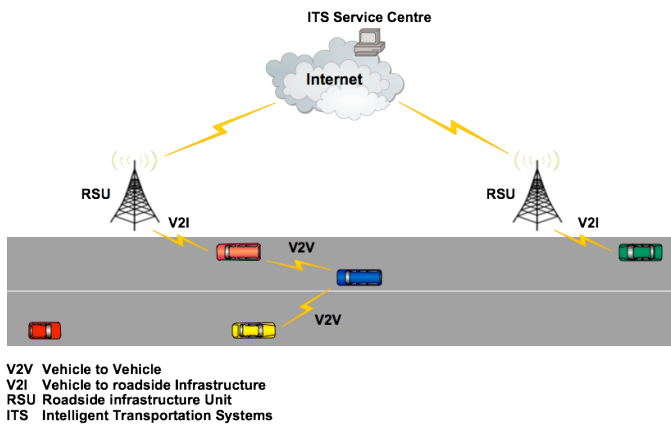 ITS Service Centre
Internet
RSU
RSU
V2I
V2I
V2V
V2V
V2V Vehicle to Vehicle
V2I Vehicle to roadside Infrastructure
RSU Roadside infrastructure Unit
ITS Intelligent Transportation Systems